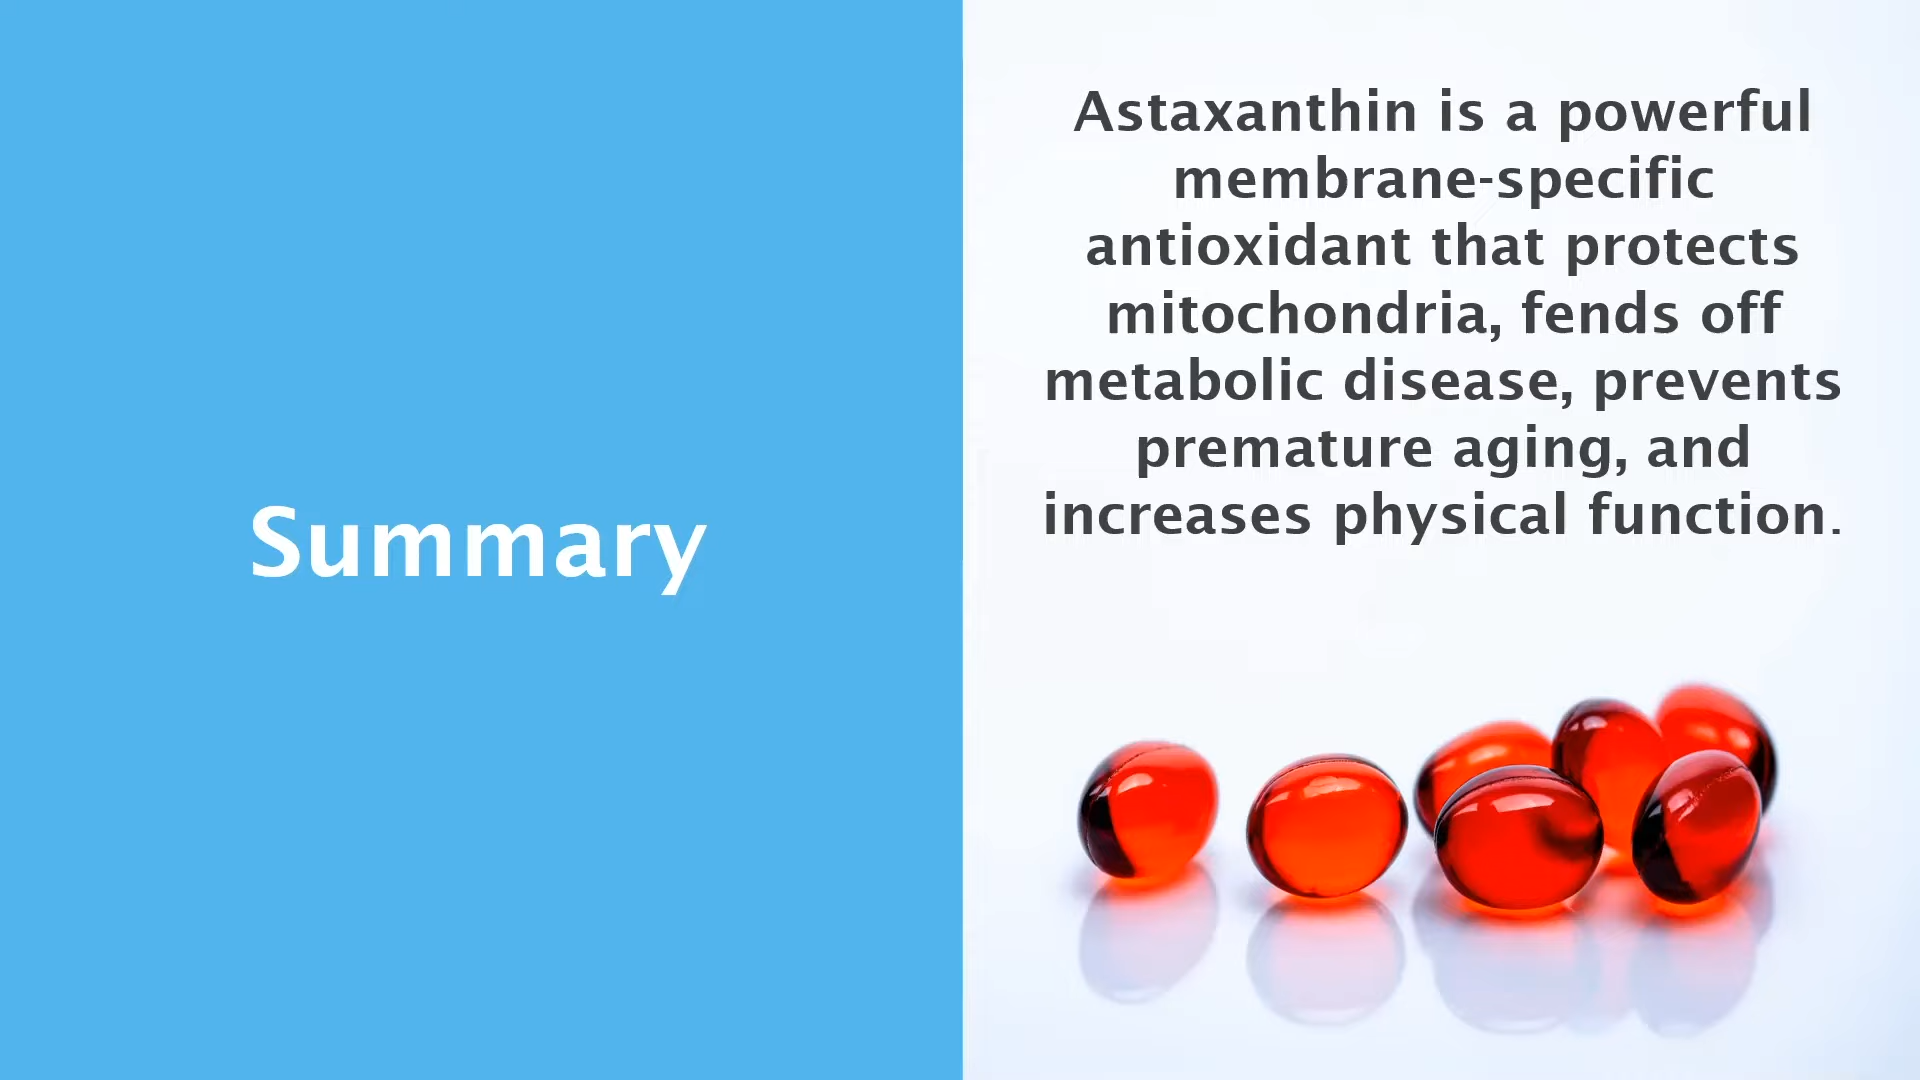 Summary
Astaxanthin is a powerful
membrane-specific
antioxidant that protects
mitochondria, fends off
metabolic disease, prevents
premature aging, and
increases physical function.